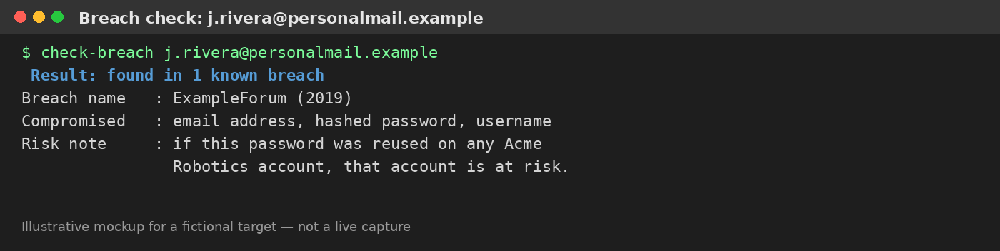 Breach check: j.rivera@personalmail.example
$ check-breach j.rivera@personalmail.example
Result: found in 1 known breach
Breach name   : ExampleForum (2019)
Compromised   : email address, hashed password, username
Risk note     : if this password was reused on any Acme
                Robotics account, that account is at risk.
Illustrative mockup for a fictional target — not a live capture